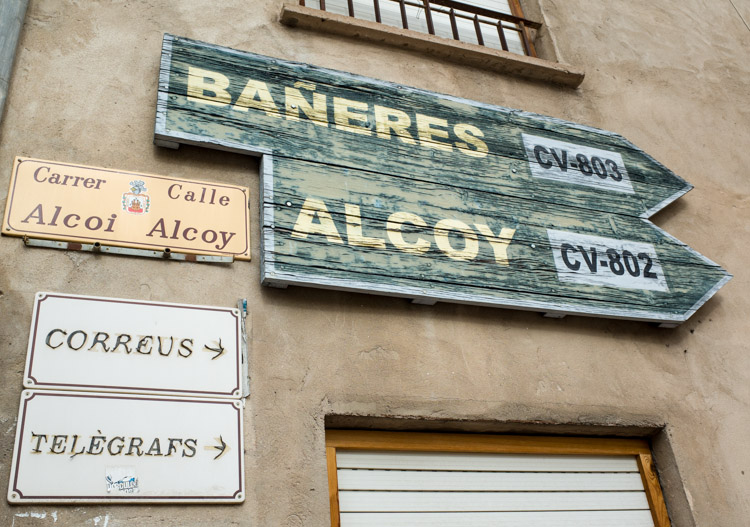 BAÑERES CV-803
ALCOY CV-802
Carrer Calle
Alcoi Alcoy
CORREUS →
TELÈGRAFS →